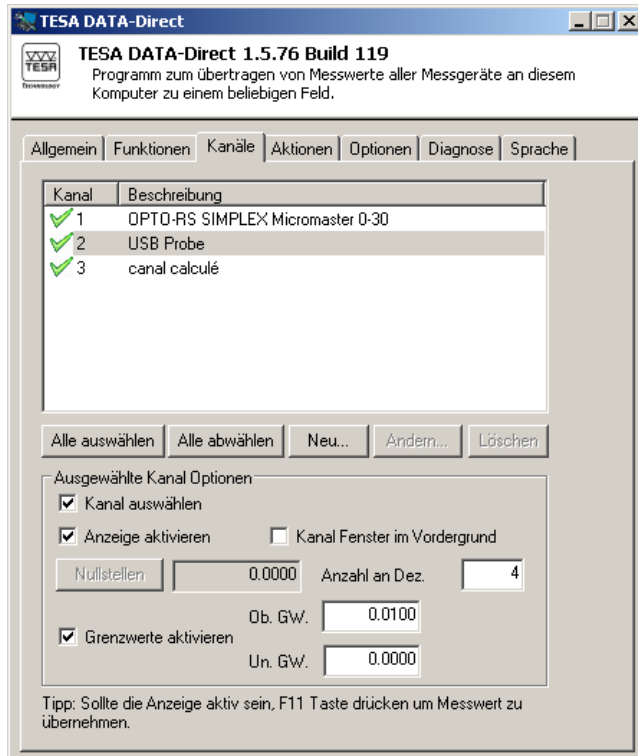 TESA DATA-Direct
TESA
TECHNOLOGY
TESA DATA-Direct 1.5.76 Build 119
Programm zum übertragen von Messwerte aller Messgeräte an diesem
Komputer zu einem beliebigen Feld.
Allgemein Funktionen Kanäle Aktionen Optionen Diagnose Sprache
Kanal Beschreibung
1 OPTO-RS SIMPLEX Micromaster 0-30
2 USB Probe
3 canal calculé
Alle auswählen Alle abwählen Neu... Andern... Löschen
Ausgewählte Kanal Optionen
Kanal auswählen
Anzeige aktivieren Kanal Fenster im Vordergrund
Nullstellen 0.0000 Anzahl an Dez. 4
Ob. GW. 0.0100
Grenzwerte aktivieren
Un. GW. 0.0000
Tipp: Sollte die Anzeige aktiv sein, F11 Taste drücken um Messwert zu
übernehmen.